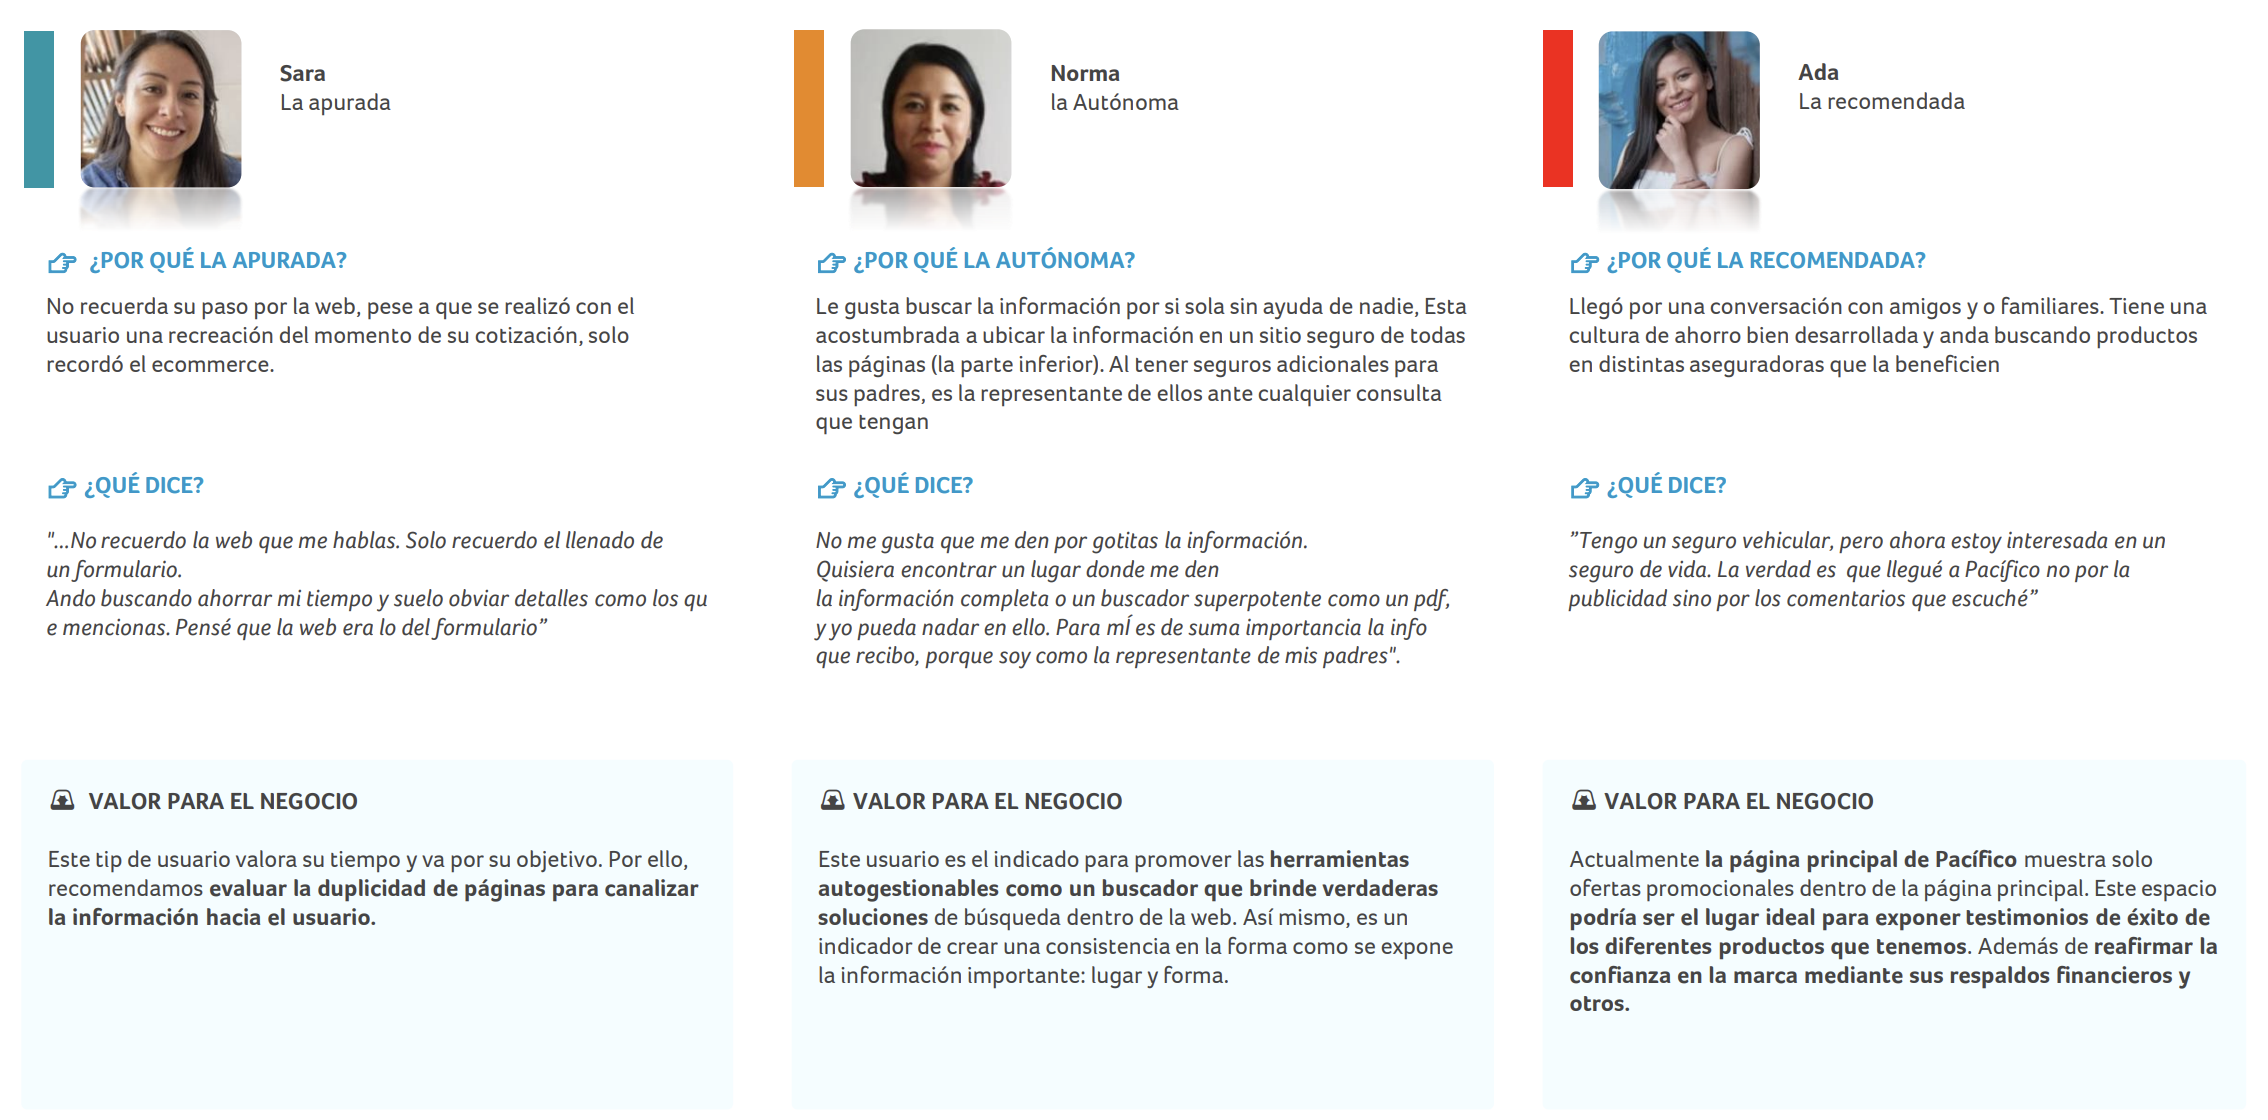 Sara
La apurada
¿POR QUÉ LA APURADA?
No recuerda su paso por la web, pese a que se realizó con el
usuario una recreación del momento de su cotización, solo
recordó el ecommerce.
¿QUÉ DICE?
"...No recuerdo la web que me hablas. Solo recuerdo el llenado de
un formulario.
Ando buscando ahorrar mi tiempo y suelo obviar detalles como los qu
e mencionas. Pensé que la web era lo del formulario”
VALOR PARA EL NEGOCIO
Este tip de usuario valora su tiempo y va por su objetivo. Por ello,
recomendamos evaluar la duplicidad de páginas para canalizar
la información hacia el usuario.
Norma
la Autónoma
¿POR QUÉ LA AUTÓNOMA?
Le gusta buscar la información por si sola sin ayuda de nadie, Esta
acostumbrada a ubicar la información en un sitio seguro de todas
las páginas (la parte inferior). Al tener seguros adicionales para
sus padres, es la representante de ellos ante cualquier consulta
que tengan
¿QUÉ DICE?
No me gusta que me den por gotitas la información.
Quisiera encontrar un lugar donde me den
la información completa o un buscador superpotente como un pdf,
y yo pueda nadar en ello. Para mÍ es de suma importancia la info
que recibo, porque soy como la representante de mis padres".
VALOR PARA EL NEGOCIO
Este usuario es el indicado para promover las herramientas
autogestionables como un buscador que brinde verdaderas
soluciones de búsqueda dentro de la web. Así mismo, es un
indicador de crear una consistencia en la forma como se expone
la información importante: lugar y forma.
Ada
La recomendada
¿POR QUÉ LA RECOMENDADA?
Llegó por una conversación con amigos y o familiares. Tiene una
cultura de ahorro bien desarrollada y anda buscando productos
en distintas aseguradoras que la beneficien
¿QUÉ DICE?
”Tengo un seguro vehicular, pero ahora estoy interesada en un
seguro de vida. La verdad es que llegué a Pacífico no por la
publicidad sino por los comentarios que escuché”
VALOR PARA EL NEGOCIO
Actualmente la página principal de Pacífico muestra solo
ofertas promocionales dentro de la página principal. Este espacio
podría ser el lugar ideal para exponer testimonios de éxito de
los diferentes productos que tenemos. Además de reafirmar la
confianza en la marca mediante sus respaldos financieros y
otros.